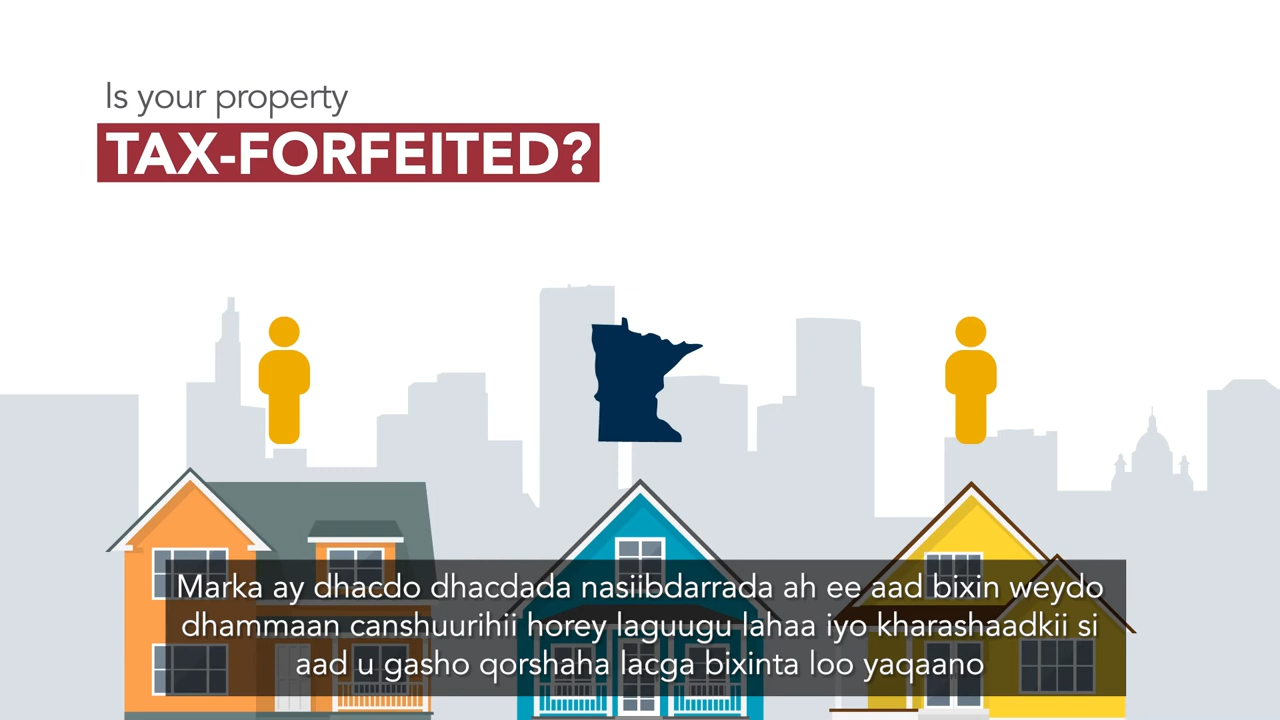 Is your property
TAX-FORFEITED?
Marka ay dhacdo dhacdada nasiibdarrada ah ee aad bixin weydo
dhammaan canshuurihii horey laguugu lahaa iyo kharashaadkii si
aad u gasho qorshaha lacga bixinta loo yaqaano